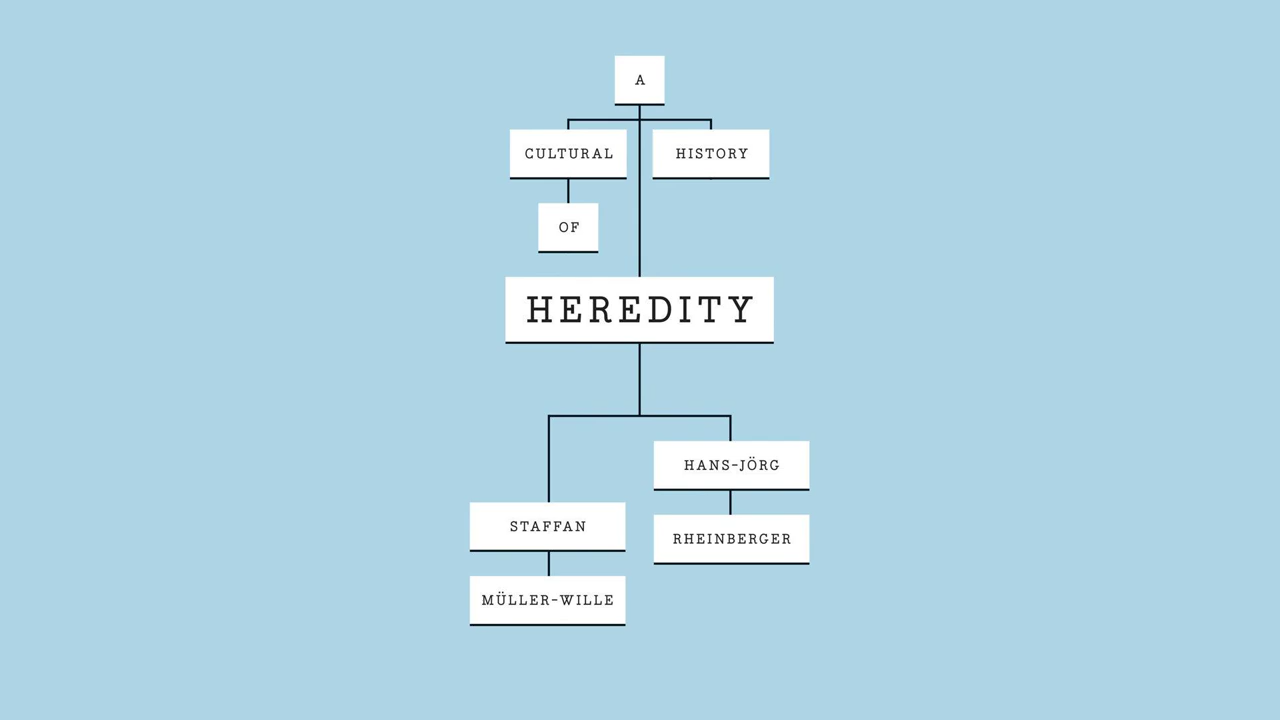 A
CULTURAL HISTORY
OF
HEREDITY
HANS-JÖRG
RHEINBERGER
STAFFAN
MÜLLER-WILLE